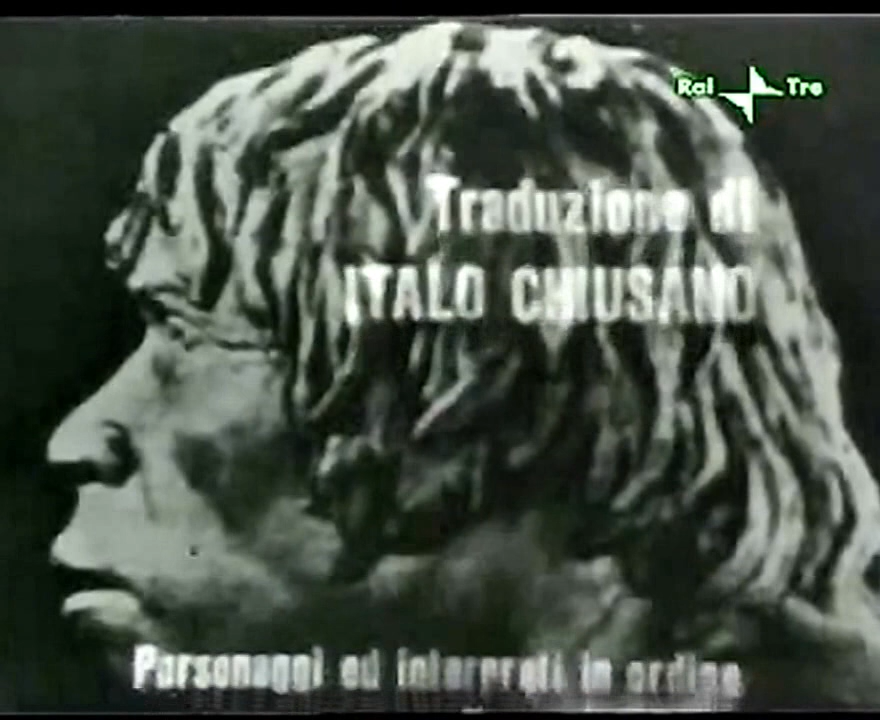 Rai Tre
Traduzione di
ITALO CHIUSANO
Personaggi ed interpreti in ordine